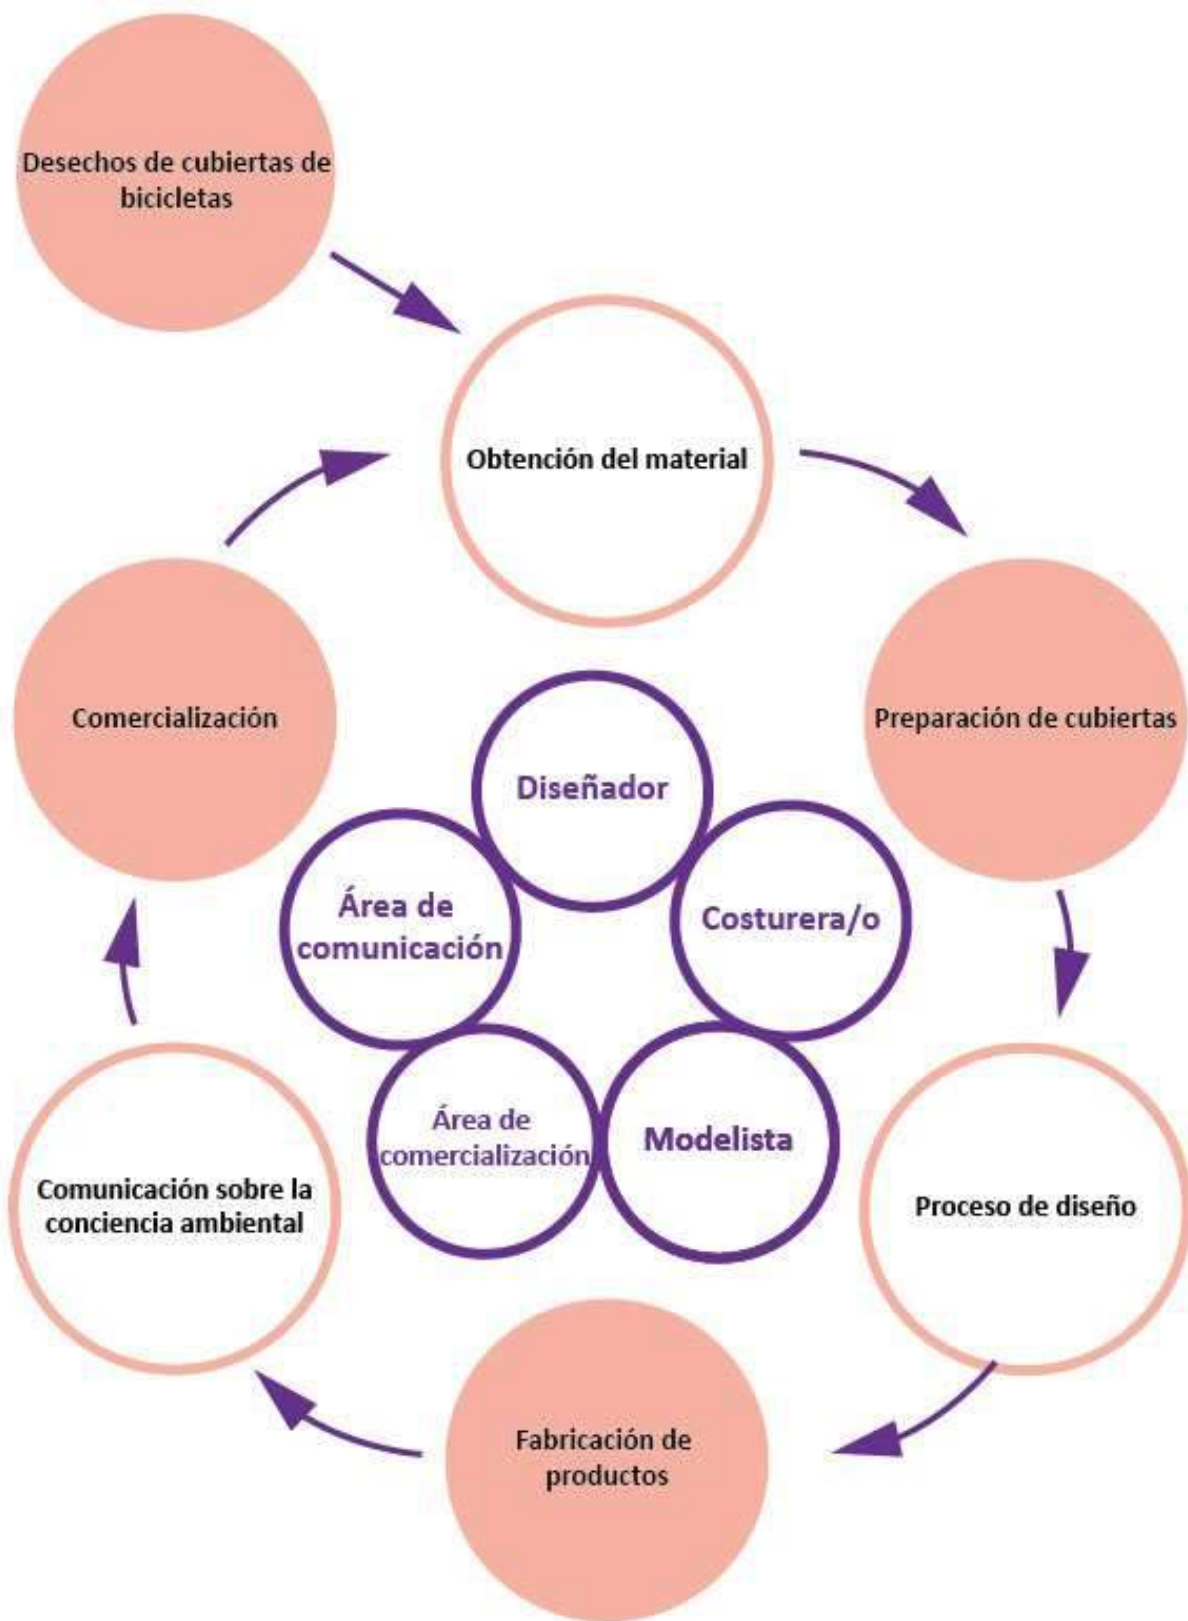 Desechos de cubiertas de
bicicletas
Obtención del material
Comercialización
Preparación de cubiertas
Diseñador
Área de
comunicación
Costurera/o
Área de
comercialización
Modelista
Comunicación sobre la
conciencia ambiental
Proceso de diseño
Fabricación de
productos